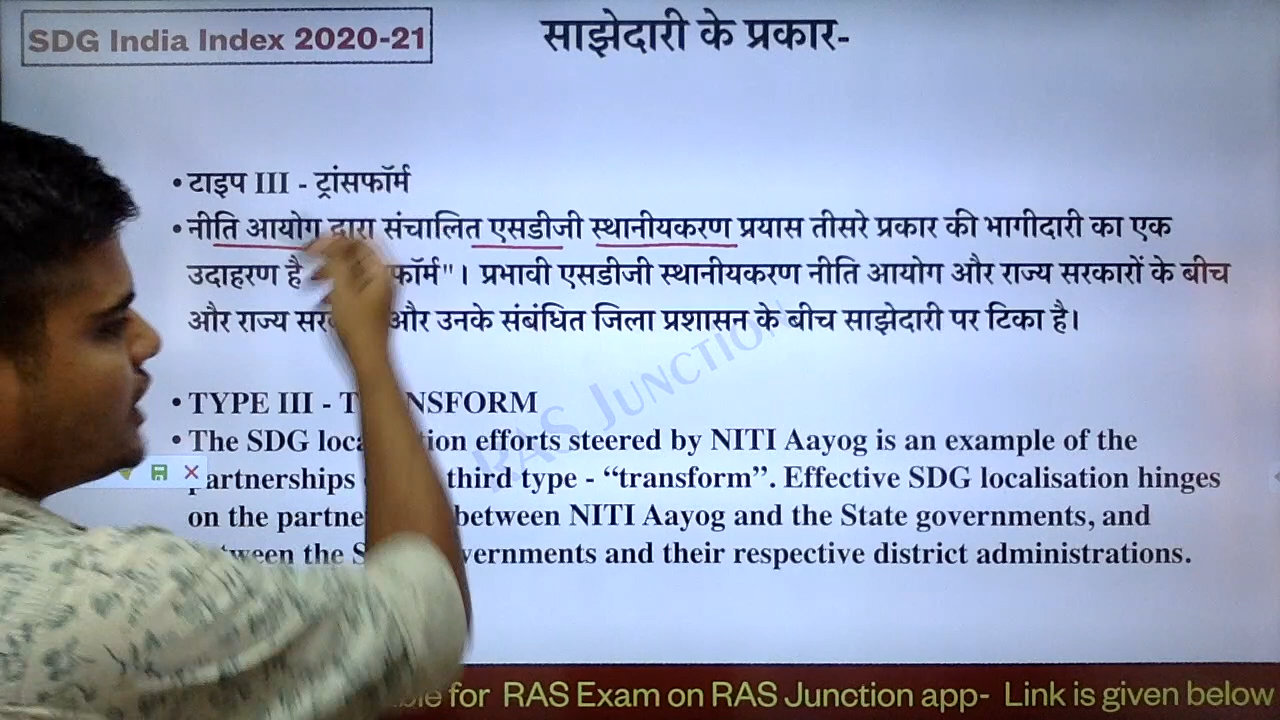 SDG India Index 2020-21
साझेदारी के प्रकार-
• टाइप III - ट्रांसफॉर्म
• नीति आयोग द्वारा संचालित एसडीजी स्थानीयकरण प्रयास तीसरे प्रकार की भागीदारी का एक
उदाहरण है फॉर्म"। प्रभावी एसडीजी स्थानीयकरण नीति आयोग और राज्य सरकारों के बीच
और राज्य और उनके संबंधित जिला प्रशासन के बीच साझेदारी पर टिका है।
RAS JUNCTION
• TYPE III - T NSFORM
• The SDG loca ion efforts steered by NITI Aayog is an example of the
artnerships third type - “transform”. Effective SDG localisation hinges
on the partne between NITI Aayog and the State governments, and
ween the S vernments and their respective district administrations.
for RAS Exam on RAS Junction app- Link is given below